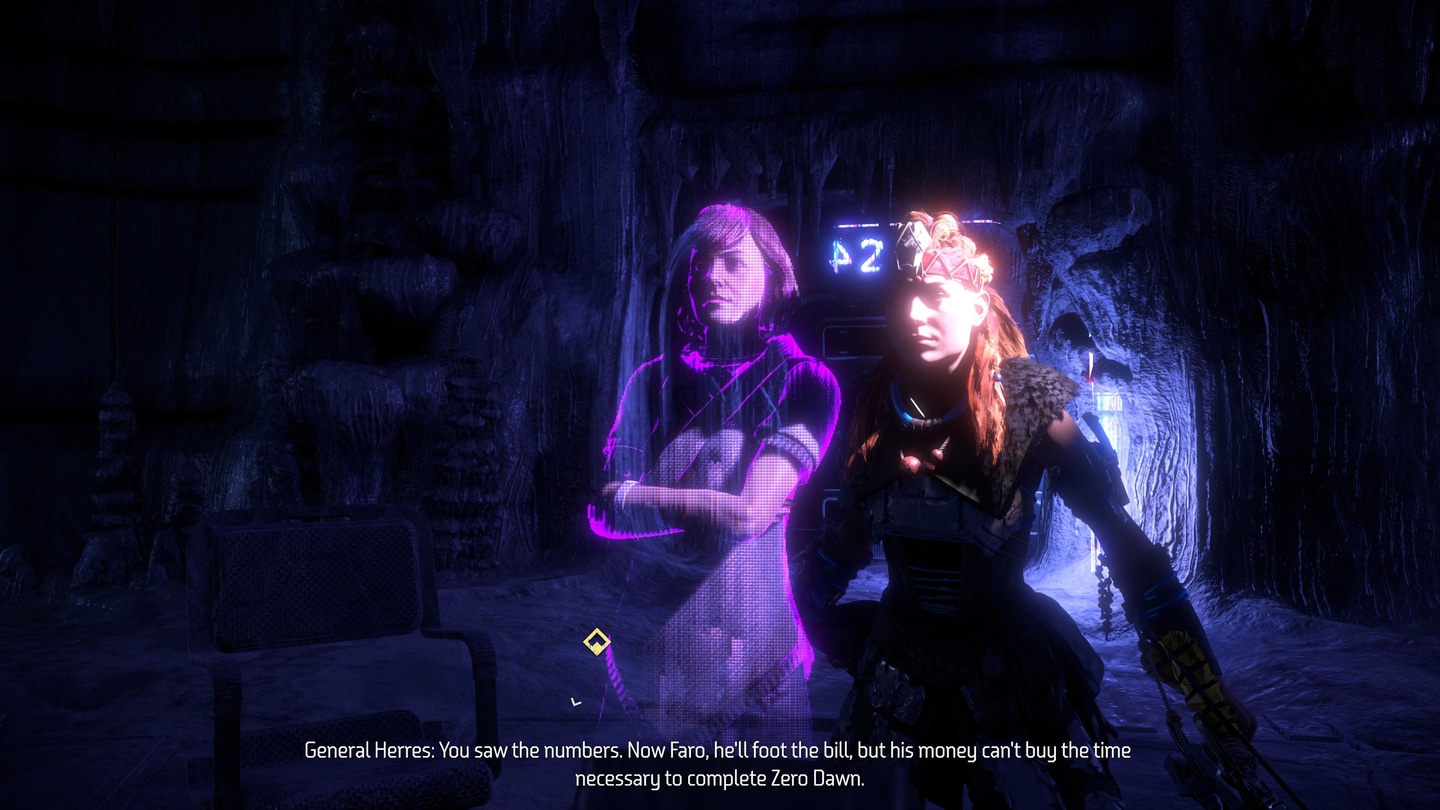 P2
General Herres: You saw the numbers. Now Faro, he'll foot the bill, but his money can't buy the time
necessary to complete Zero Dawn.